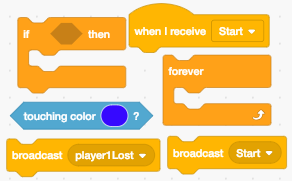 if then
when I receive Start
forever
touching color ?
broadcast player1Lost
broadcast Start